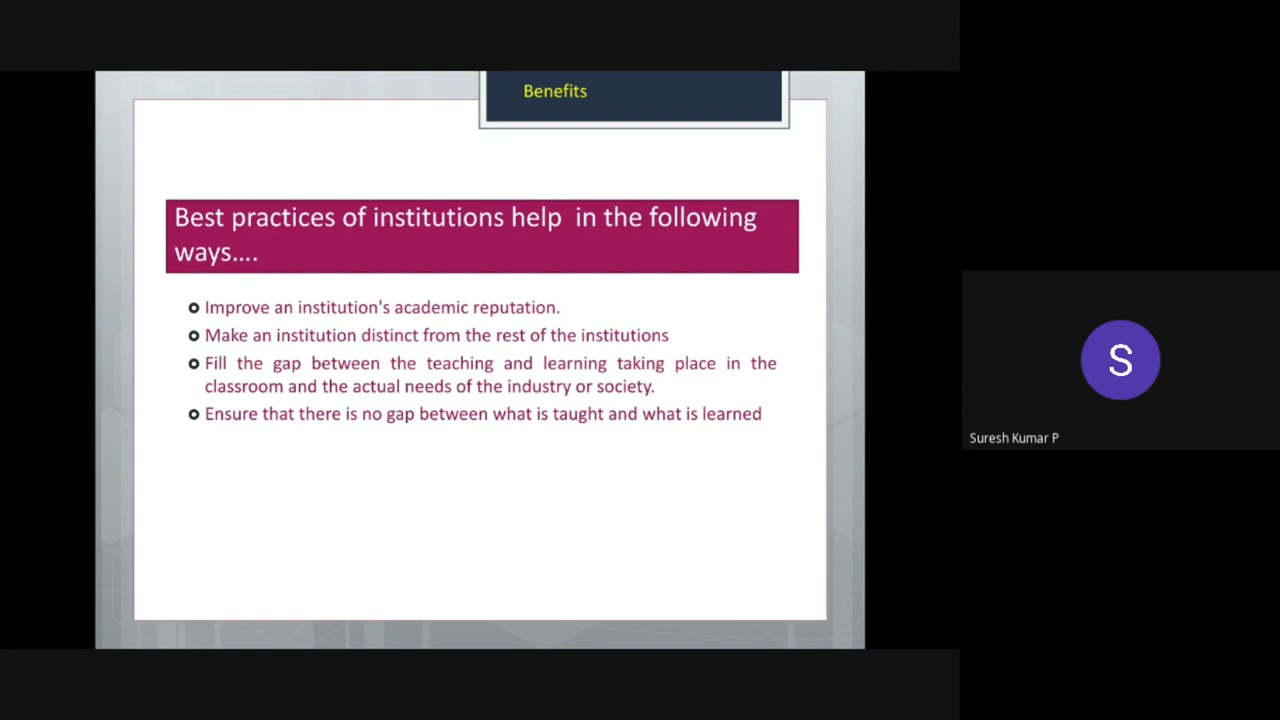 Benefits
Best practices of institutions help  in the following
ways....
Improve an institution's academic reputation.
Make an institution distinct from the rest of the institutions
Fill the gap between the teaching and learning taking place in the
classroom and the actual needs of the industry or society.
Ensure that there is no gap between what is taught and what is learned
S
Suresh Kumar P